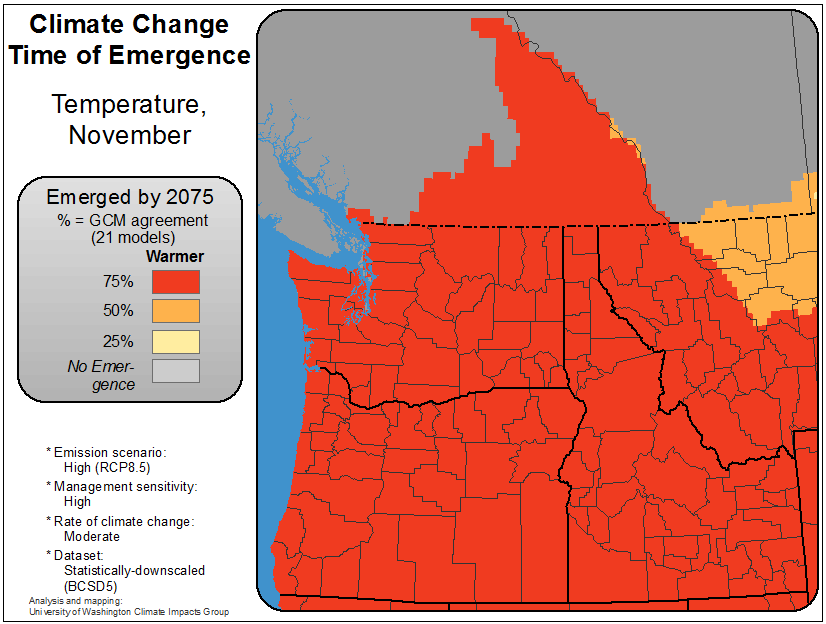 Climate Change
Time of Emergence
Temperature,
November
Emerged by 2075
% = GCM agreement
(21 models)
Warmer
75%
50%
25%
No Emer-
gence
* Emission scenario:
High (RCP8.5)
* Management sensitivity:
High
* Rate of climate change:
Moderate
* Dataset:
Statistically-downscaled
(BCSD5)
Analysis and mapping:
University of Washington Climate Impacts Group